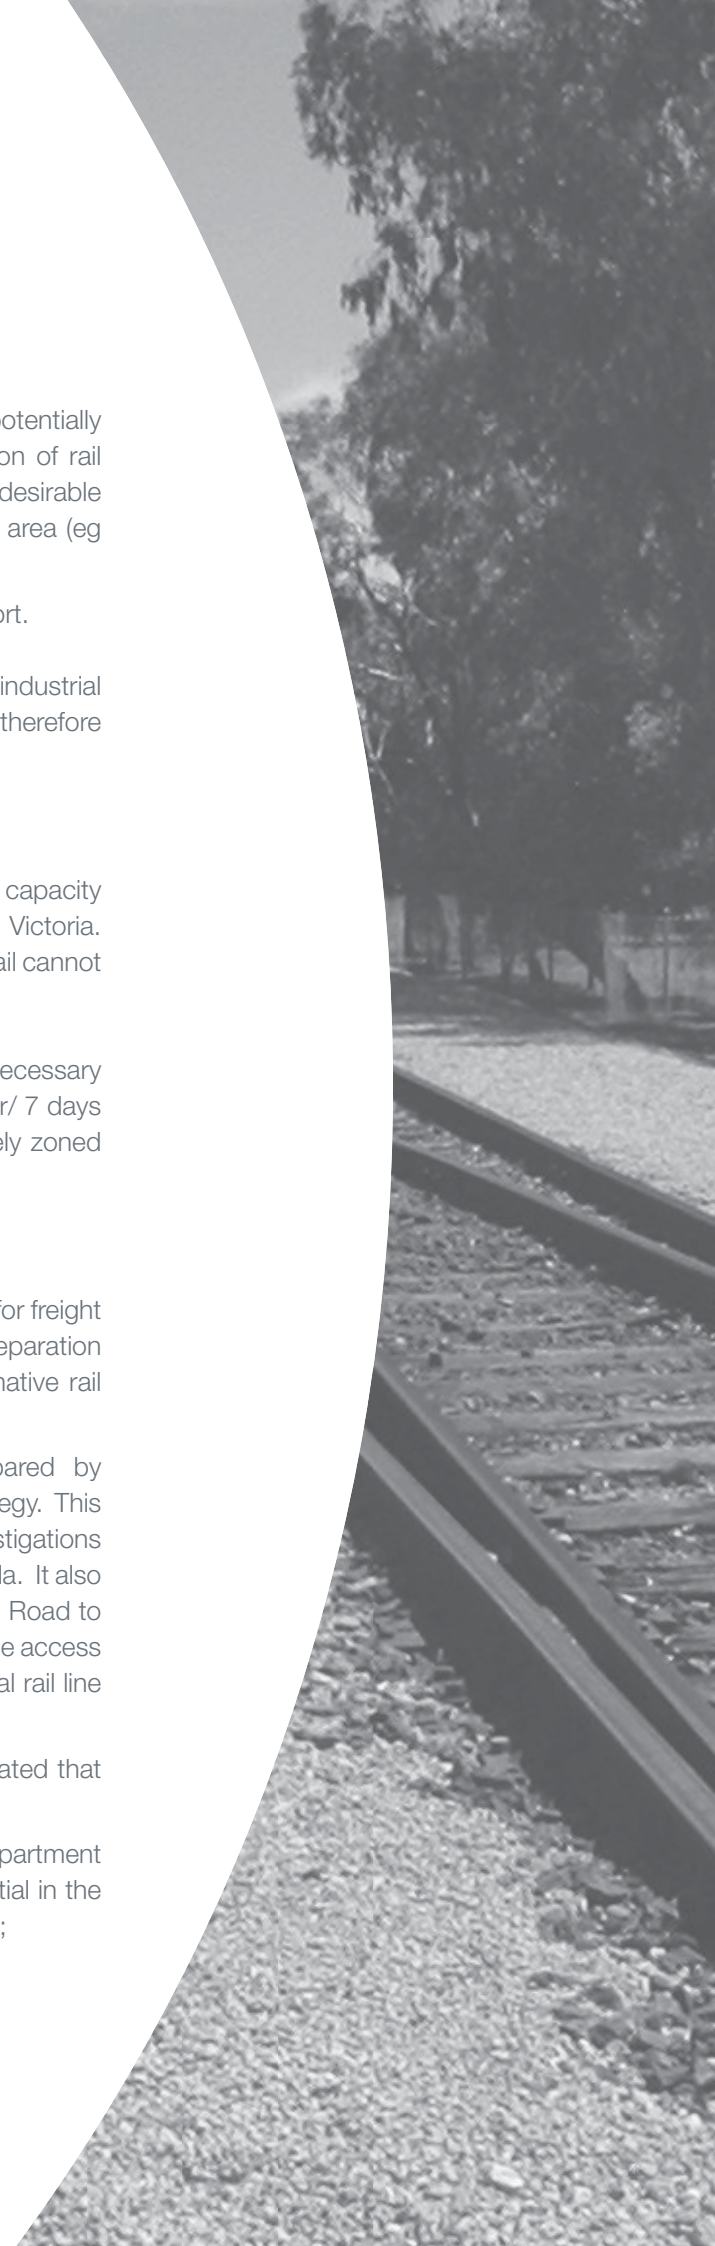 otentially
on of rail
desirable
area (eg
ort.
industrial
therefore
capacity
Victoria.
ail cannot
ecessary
r/ 7 days
ely zoned
for freight
eparation
native rail
pared by
egy. This
stigations
la. It also
Road to
e access
al rail line
ated that
partment
tial in the
;